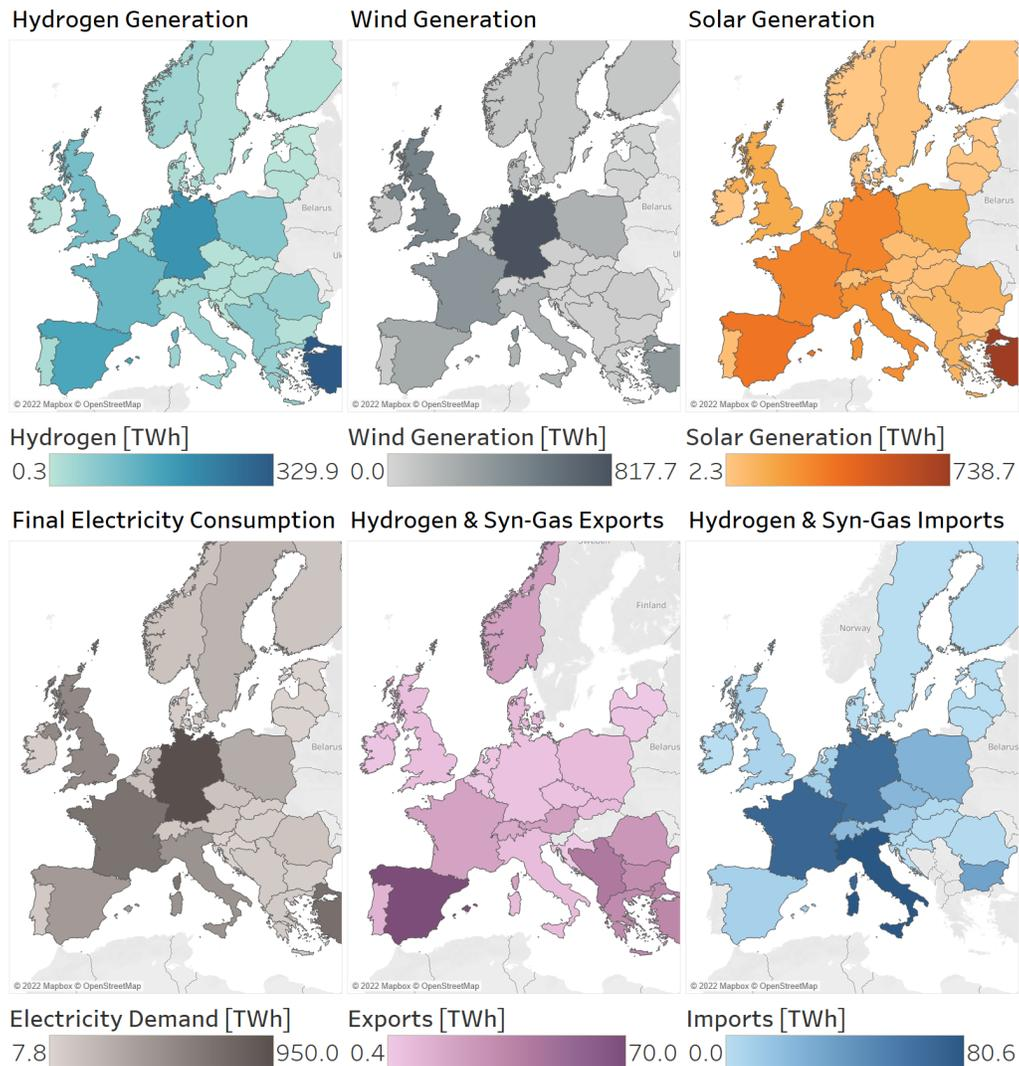 Hydrogen Generation
Wind Generation
Solar Generation
Belarus
Uk
© 2022 Mapbox © OpenStreetMap
Belarus
Ul
© 2022 Mapbox © OpenStreetMap
Belarus
© 2022 Mapbox © OpenStreetMap
Hydrogen [TWh]
0.3 329.9
Wind Generation [TWh]
0.0 817.7
Solar Generation [TWh]
2.3 738.7
Final Electricity Consumption
Hydrogen & Syn-Gas Exports
Hydrogen & Syn-Gas Imports
Belarus
© 2022 Mapbox © OpenStreetMap
Sweden
Finland
Belarus
© 2022 Mapbox © OpenStreetMap
Norway
Belarus
© 2022 Mapbox © OpenStreetMap
Electricity Demand [TWh]
7.8 950.0
Exports [TWh]
0.4 70.0
Imports [TWh]
0.0 80.6